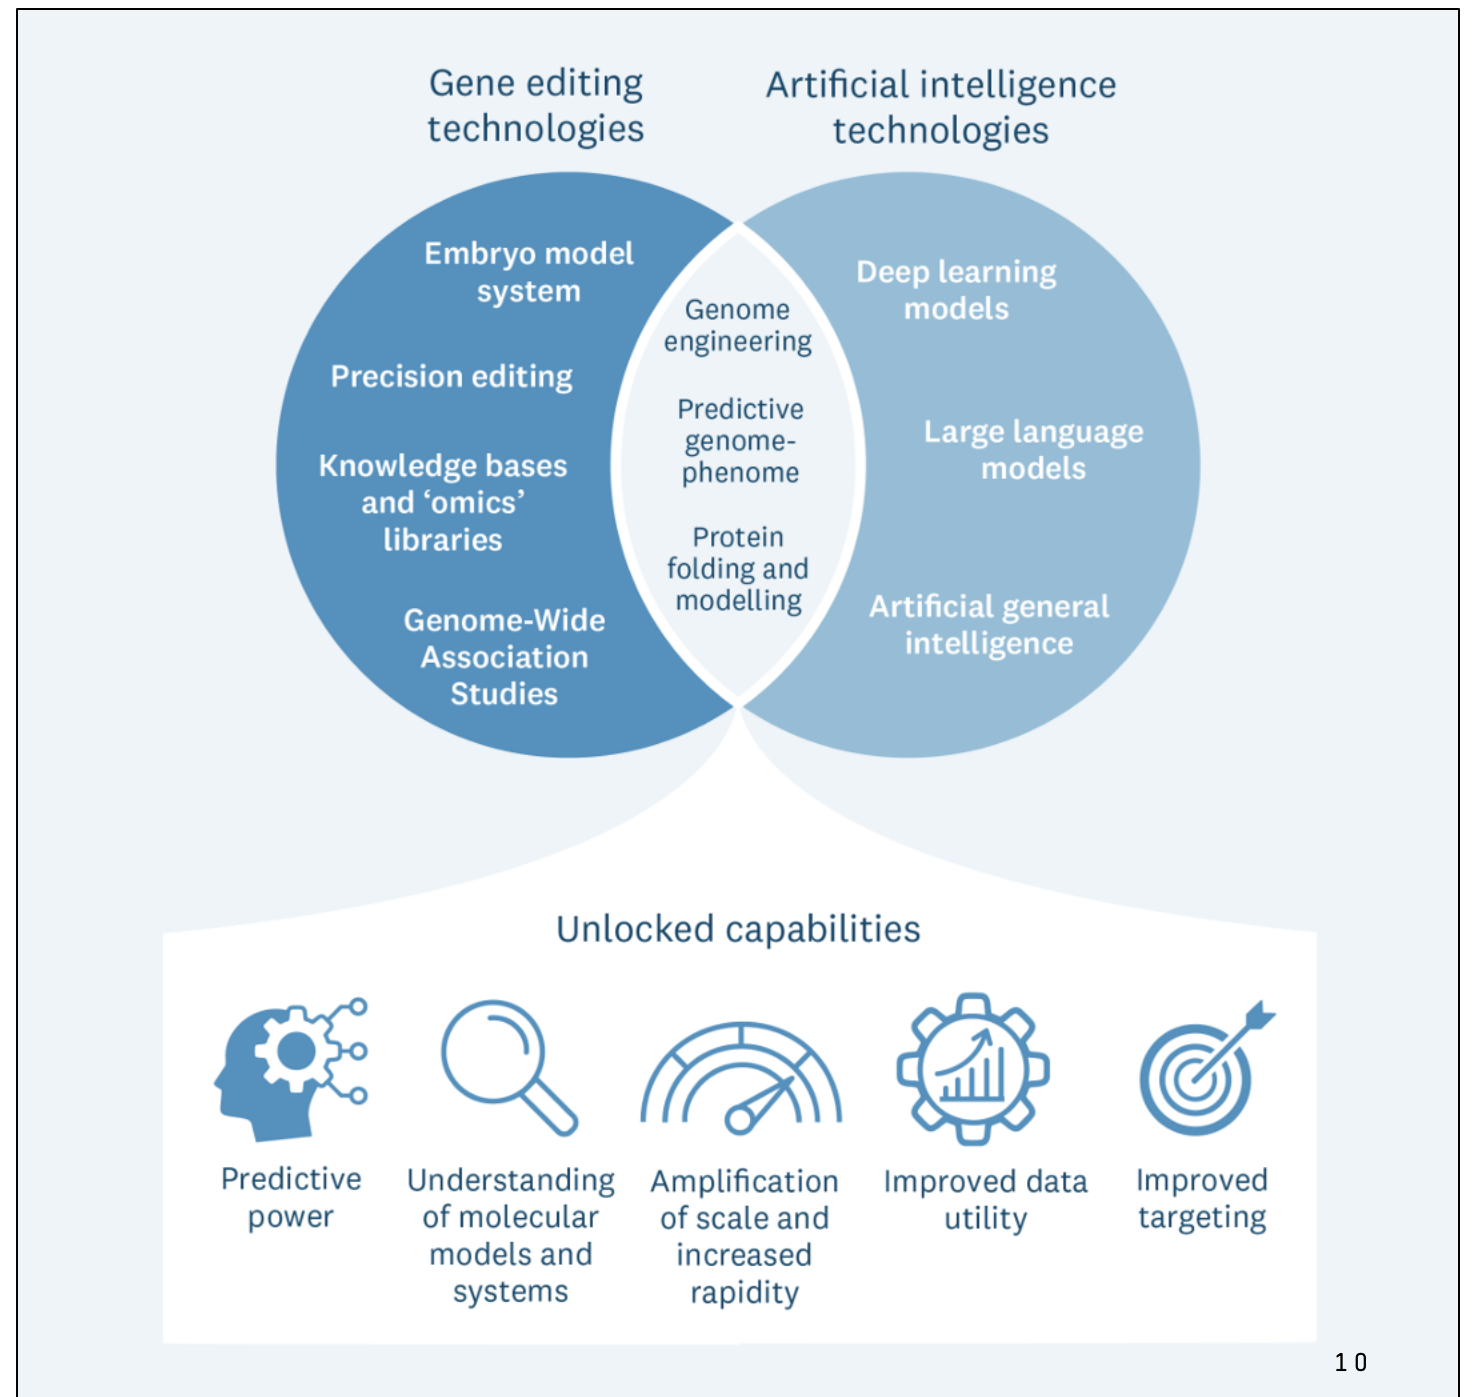 Gene editing
technologies
Artificial intelligence
technologies
Embryo model
system
Precision editing
Knowledge bases
and ‘omics’
libraries
Genome-Wide
Association
Studies
Genome
engineering
Predictive
genome-
phenome
Protein
folding and
modelling
Deep learning
models
Large language
models
Artificial general
intelligence
Unlocked capabilities
Predictive
power
Understanding
of molecular
models and
systems
Amplification
of scale and
increased
rapidity
Improved data
utility
Improved
targeting
10